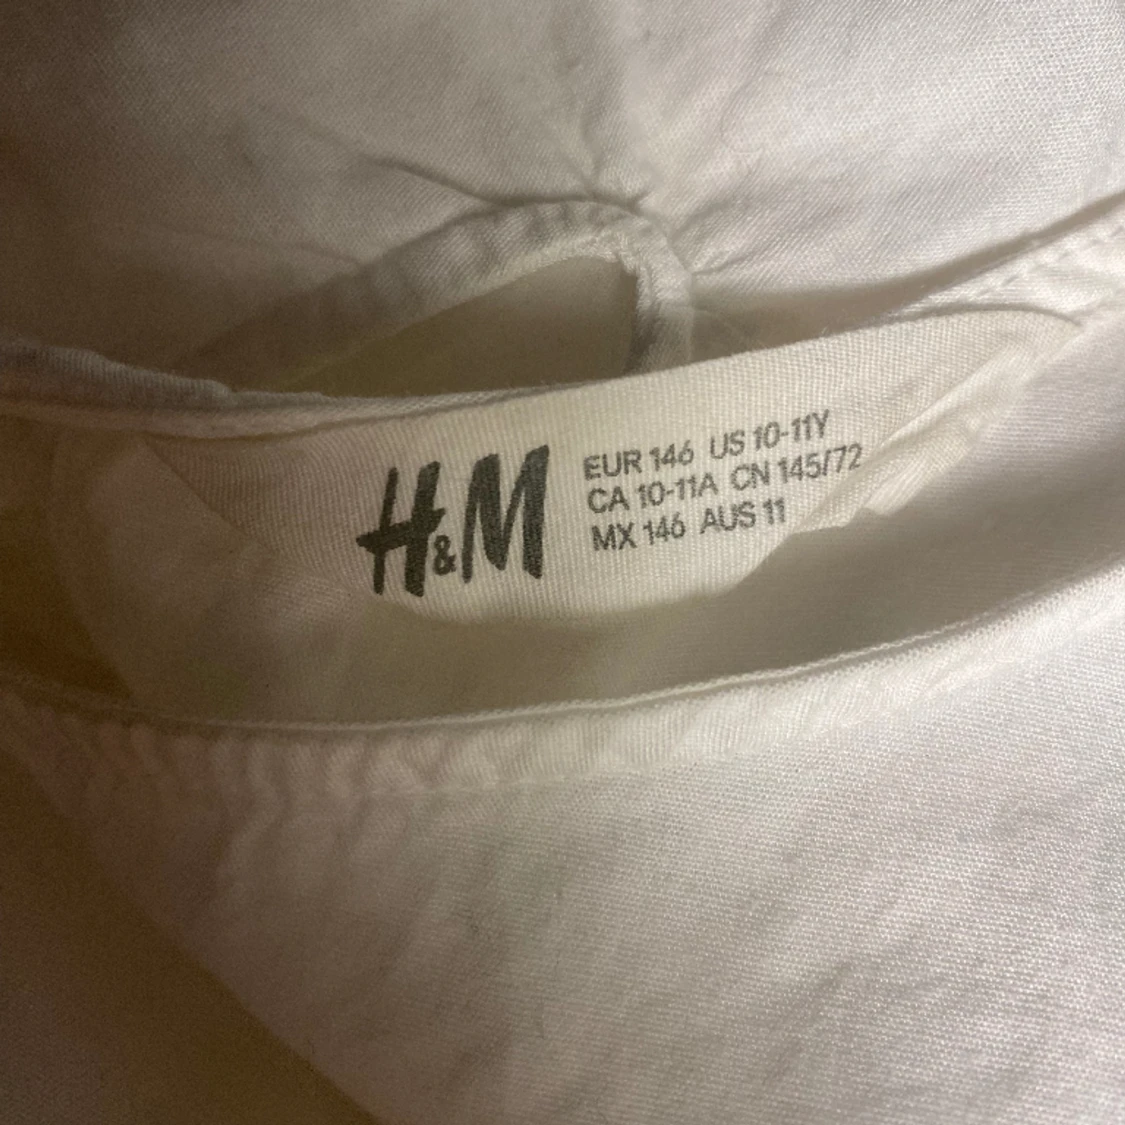 H&M
EUR 146 US 10-11Y
CA 10-11A CN 145/72
MX 146 AUS 11